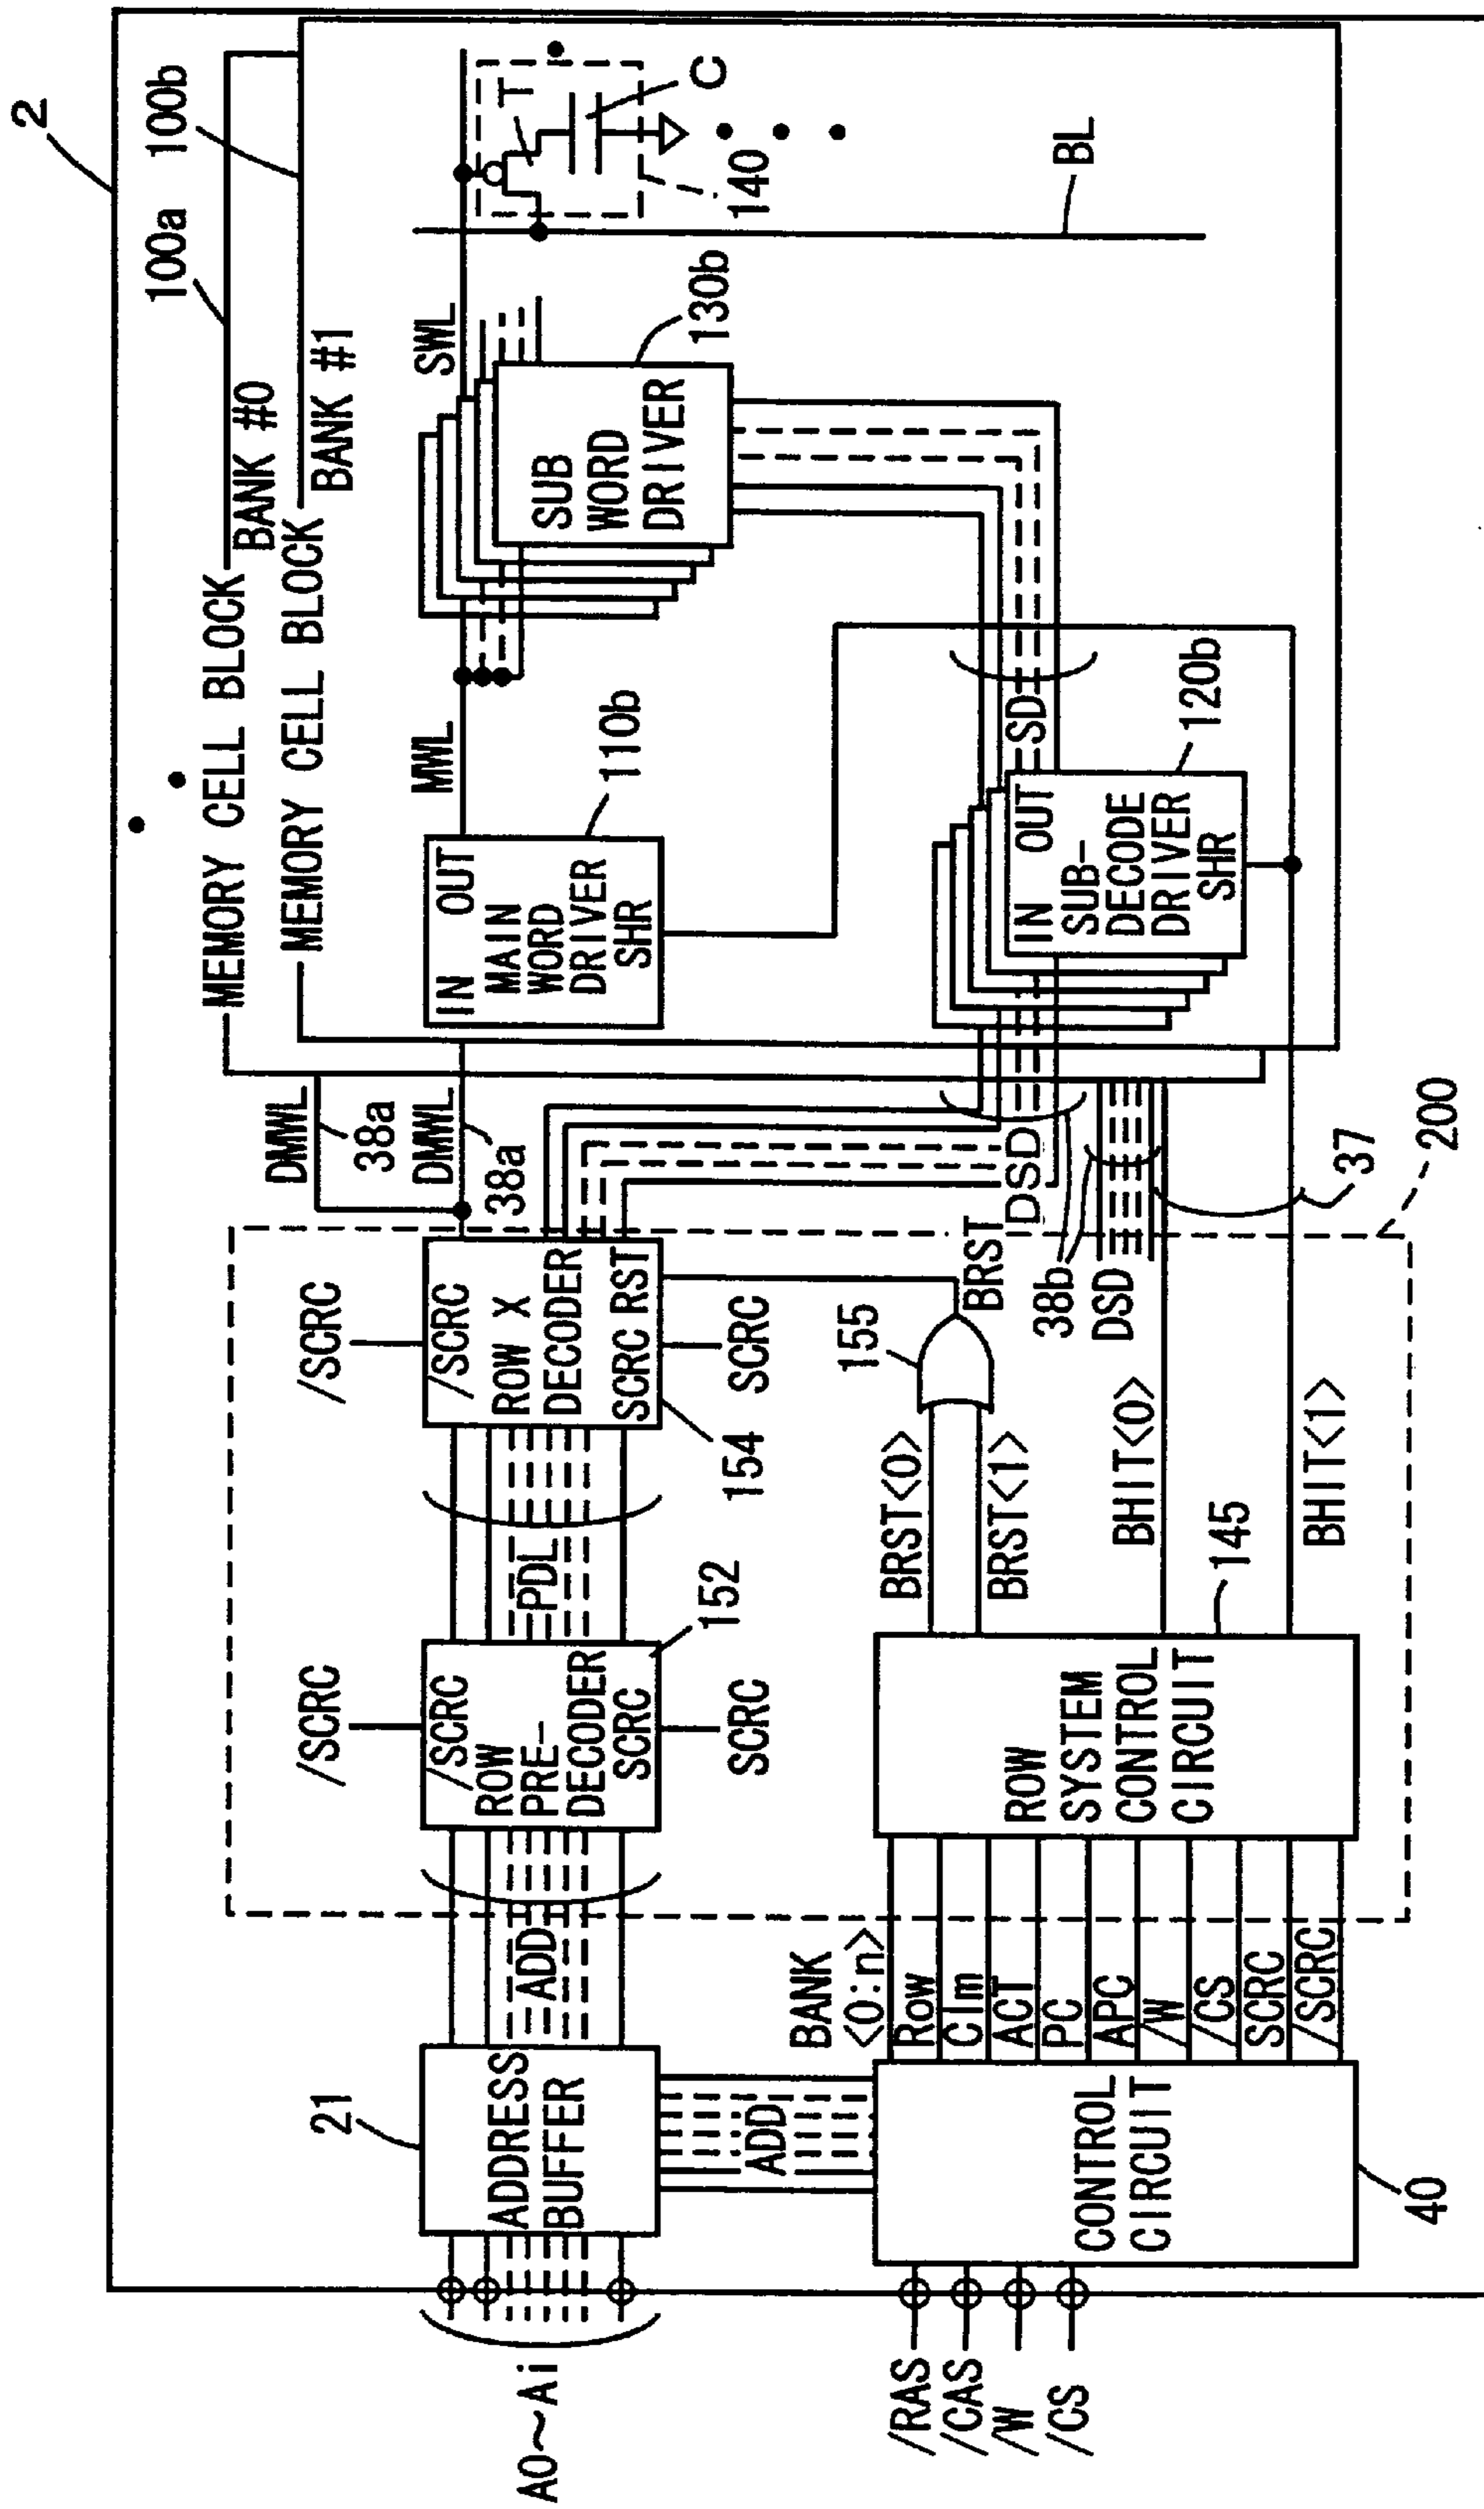 2
100a 100b
MEMORY CELL BLOCK
BANK #0
MEMORY CELL BLOCK
BANK #1
A0~Ai
21
ADDRESS
BUFFER
ADD
/SCRC
/SCRC
ROW
PRE-
DECODER
SCRC
152
SCRC
PDL
/SCRC
/SCRC
ROW X
DECODER
SCRC RST
154
SCRC
DMWL
38a
DMWL
38a
IN OUT
MAIN
WORD
DRIVER
SHR
110b
MWL
SWL
SUB
WORD
DRIVER
130b
T
C
140
BL
ADD
/RAS
/CAS
/W
/CS
CONTROL
CIRCUIT
40
BANK
<0:n>
Row
Clm
ACT
PC
APC
/W
/CS
SCRC
/SCRC
ROW
SYSTEM
CONTROL
CIRCUIT
145
BRST<0>
BRST<1>
155
BRST
BHIT<0>
BHIT<1>
DSD
38b
DSD
37
200
IN OUT
SUB-
DECODE
DRIVER
SHR
120b
SD